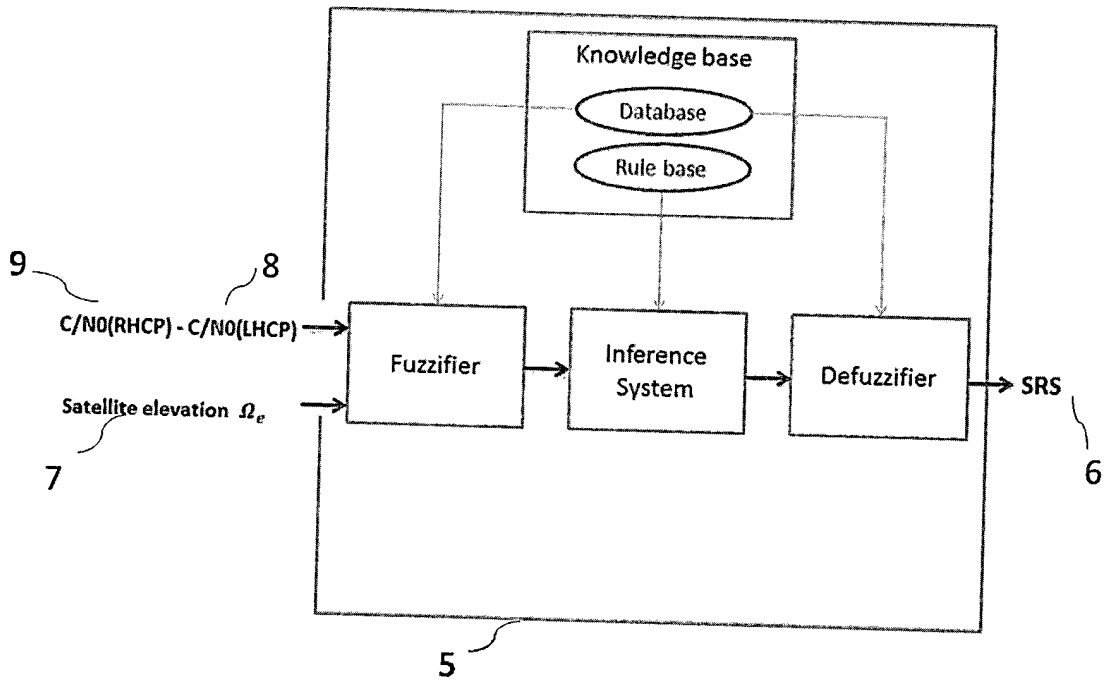 Knowledge base
Database
Rule base
9
8
C/N0(RHCP) - C/N0(LHCP)
Fuzzifier
Inference
System
Defuzzifier
SRS
Satellite elevation Ωₑ
7
6
5